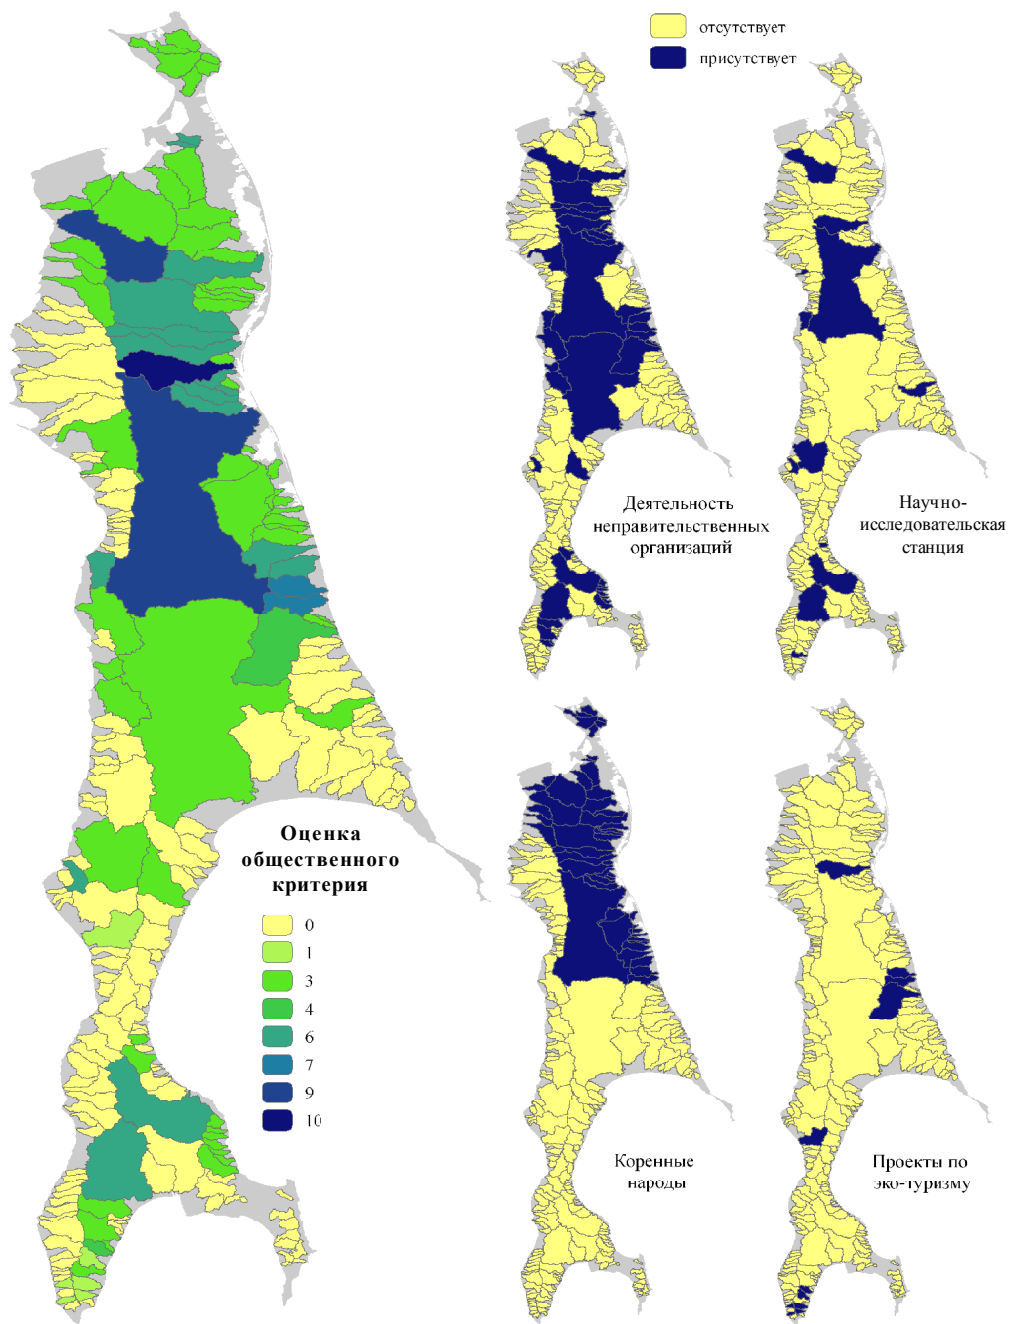 отсутствует
присутствует
Деятельность
неправительственных
организаций
Научно-
исследовательская
станция
Оценка
общественного
критерия
0
1
3
4
6
7
9
10
Коренные
народы
Проекты по
эко-туризму